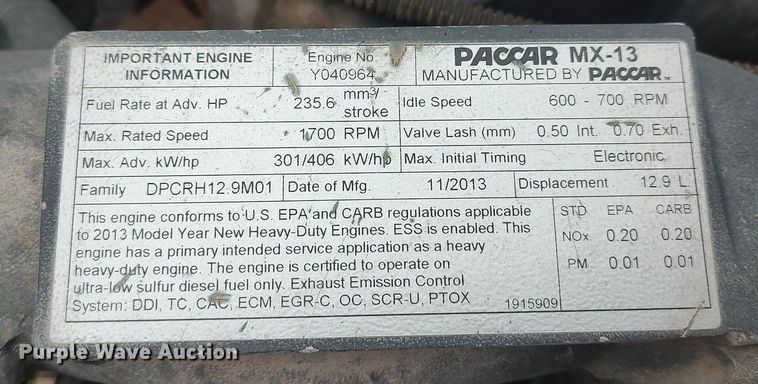 IMPORTANT ENGINE INFORMATION
Engine No.
Y040964
PACCAR MX-13
MANUFACTURED BY PACCAR
Fuel Rate at Adv. HP 235.6 mm3/stroke
Idle Speed 600 - 700 RPM
Max. Rated Speed 1700 RPM
Valve Lash (mm) 0.50 Int. 0.70 Exh.
Max. Adv. kW/hp 301/406 kW/hp
Max. Initial Timing Electronic
Family DPCRH12.9M01
Date of Mfg. 11/2013
Displacement 12.9 L
This engine conforms to U.S. EPA and CARB regulations applicable
to 2013 Model Year New Heavy-Duty Engines. ESS is enabled. This
engine has a primary intended service application as a heavy
heavy-duty engine. The engine is certified to operate on
ultra-low sulfur diesel fuel only. Exhaust Emission Control
System: DDI, TC, CAC, ECM, EGR-C, OC, SCR-U, PTOX
STD EPA CARB
NOx 0.20 0.20
PM 0.01 0.01
1915909
Purple Wave Auction